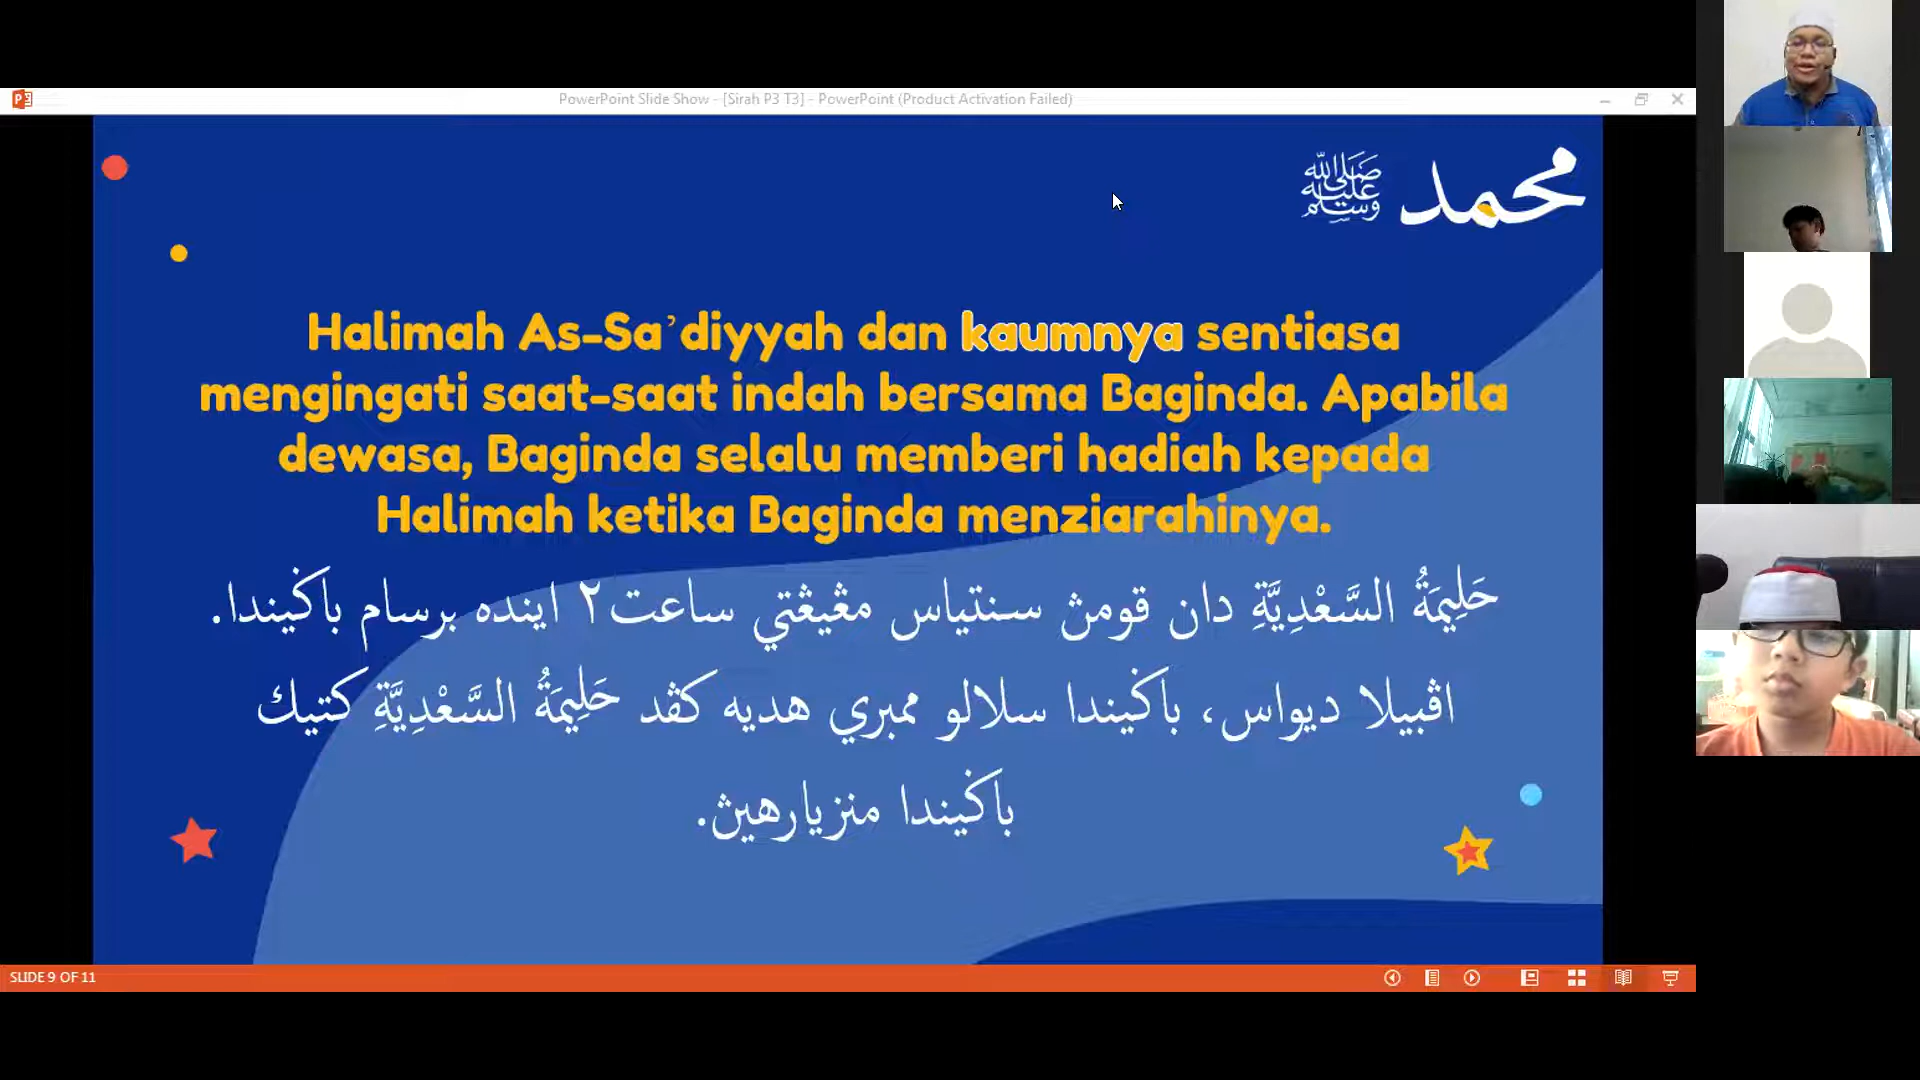 PowerPoint Slide Show - [Sirah P3 T3] - PowerPoint (Product Activation Failed)
محمد صلى الله عليه وسلم
Halimah As-Sa'diyyah dan kaumnya sentiasa
mengingati saat-saat indah bersama Baginda. Apabila
dewasa, Baginda selalu memberi hadiah kepada
Halimah ketika Baginda menziarahinya.
حَلِيمَةُ السَّعْدِيَّةِ دان قومڽ سنتياس مڠيڠتي ساعت٢ اينده برسام باݢيندا.
اڤبيلا ديواس، باݢيندا سلالو ممبري هديه كڤد حَلِيمَةُ السَّعْدِيَّةِ كتيك
باݢيندا منزيارهيڽ.
SLIDE 9 OF 11